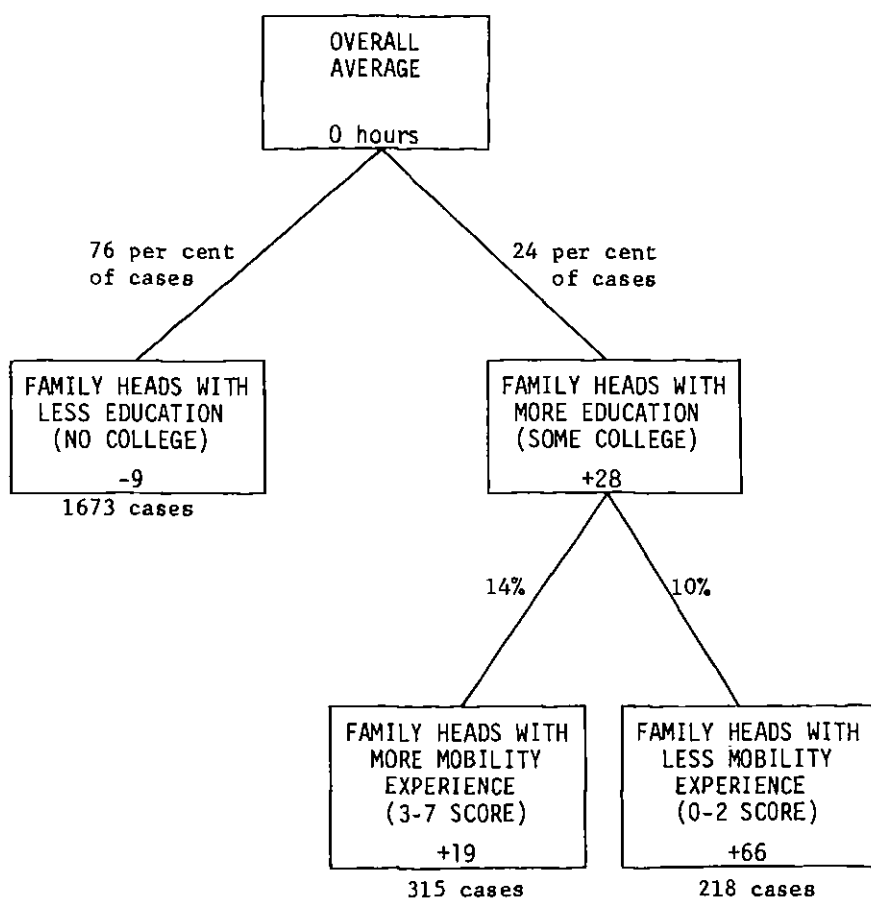 OVERALL
AVERAGE
0 hours
76 per cent
of cases
24 per cent
of cases
FAMILY HEADS WITH
LESS EDUCATION
(NO COLLEGE)
-9
1673 cases
FAMILY HEADS WITH
MORE EDUCATION
(SOME COLLEGE)
+28
14%
10%
FAMILY HEADS WITH
MORE MOBILITY
EXPERIENCE
(3-7 SCORE)
+19
315 cases
FAMILY HEADS WITH
LESS MOBILITY
EXPERIENCE
(0-2 SCORE)
+66
218 cases